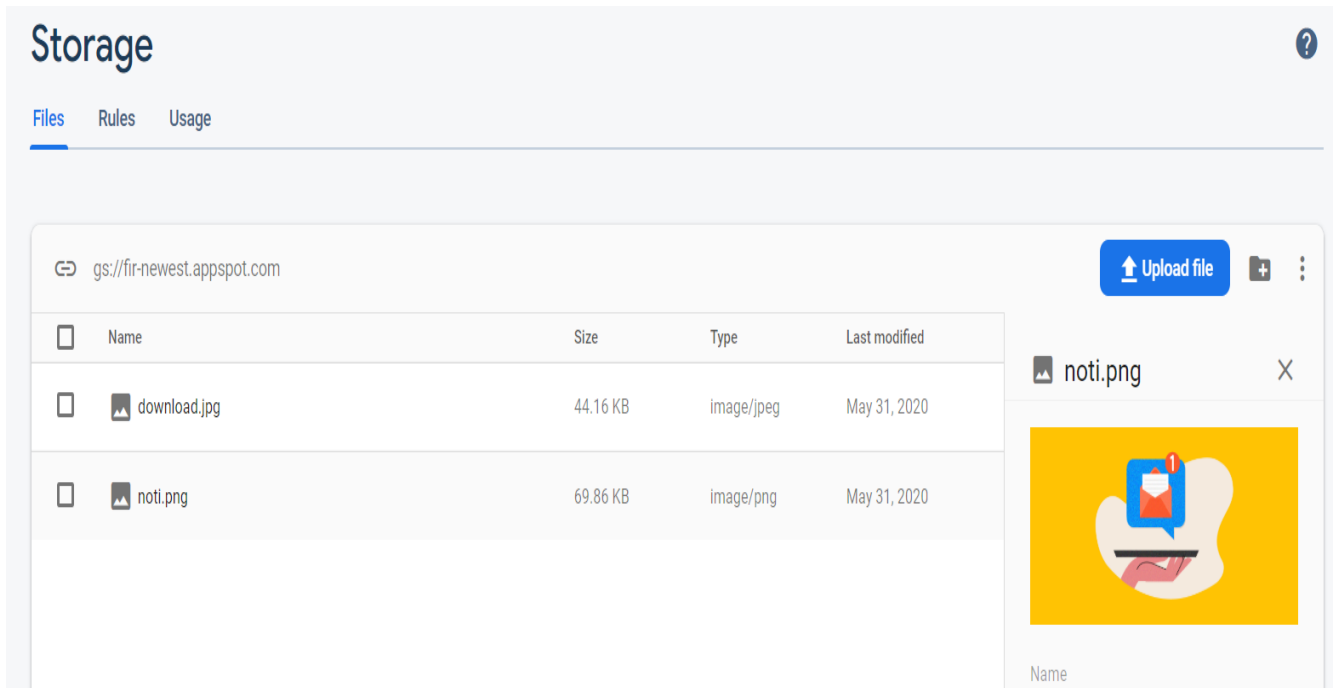 Storage
?
Files Rules Usage
gs://fir-newest.appspot.com
Upload file
Name Size Type Last modified
download.jpg 44.16 KB image/jpeg May 31, 2020
noti.png 69.86 KB image/png May 31, 2020
noti.png
1
Name